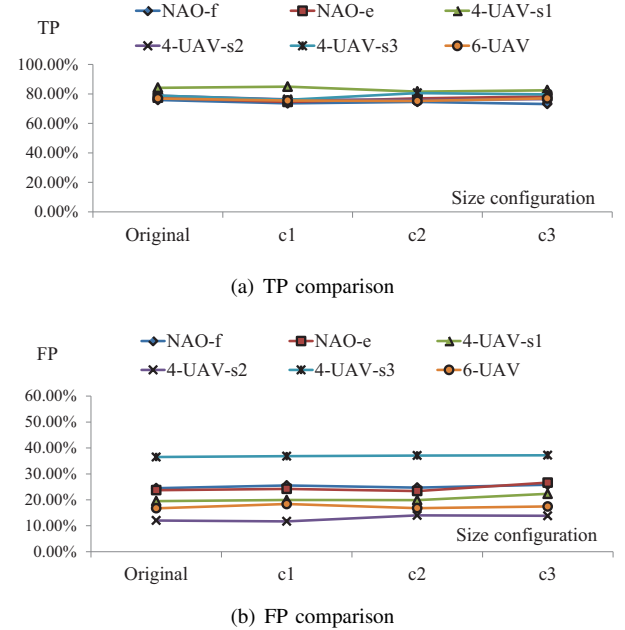 TP
NAO-f NAO-e 4-UAV-s1
4-UAV-s2 4-UAV-s3 6-UAV
100.00%
80.00%
60.00%
40.00%
20.00%
0.00%
Size configuration
Original c1 c2 c3
(a) TP comparison
FP
NAO-f NAO-e 4-UAV-s1
4-UAV-s2 4-UAV-s3 6-UAV
60.00%
50.00%
40.00%
30.00%
20.00%
10.00%
0.00%
Size configuration
Original c1 c2 c3
(b) FP comparison